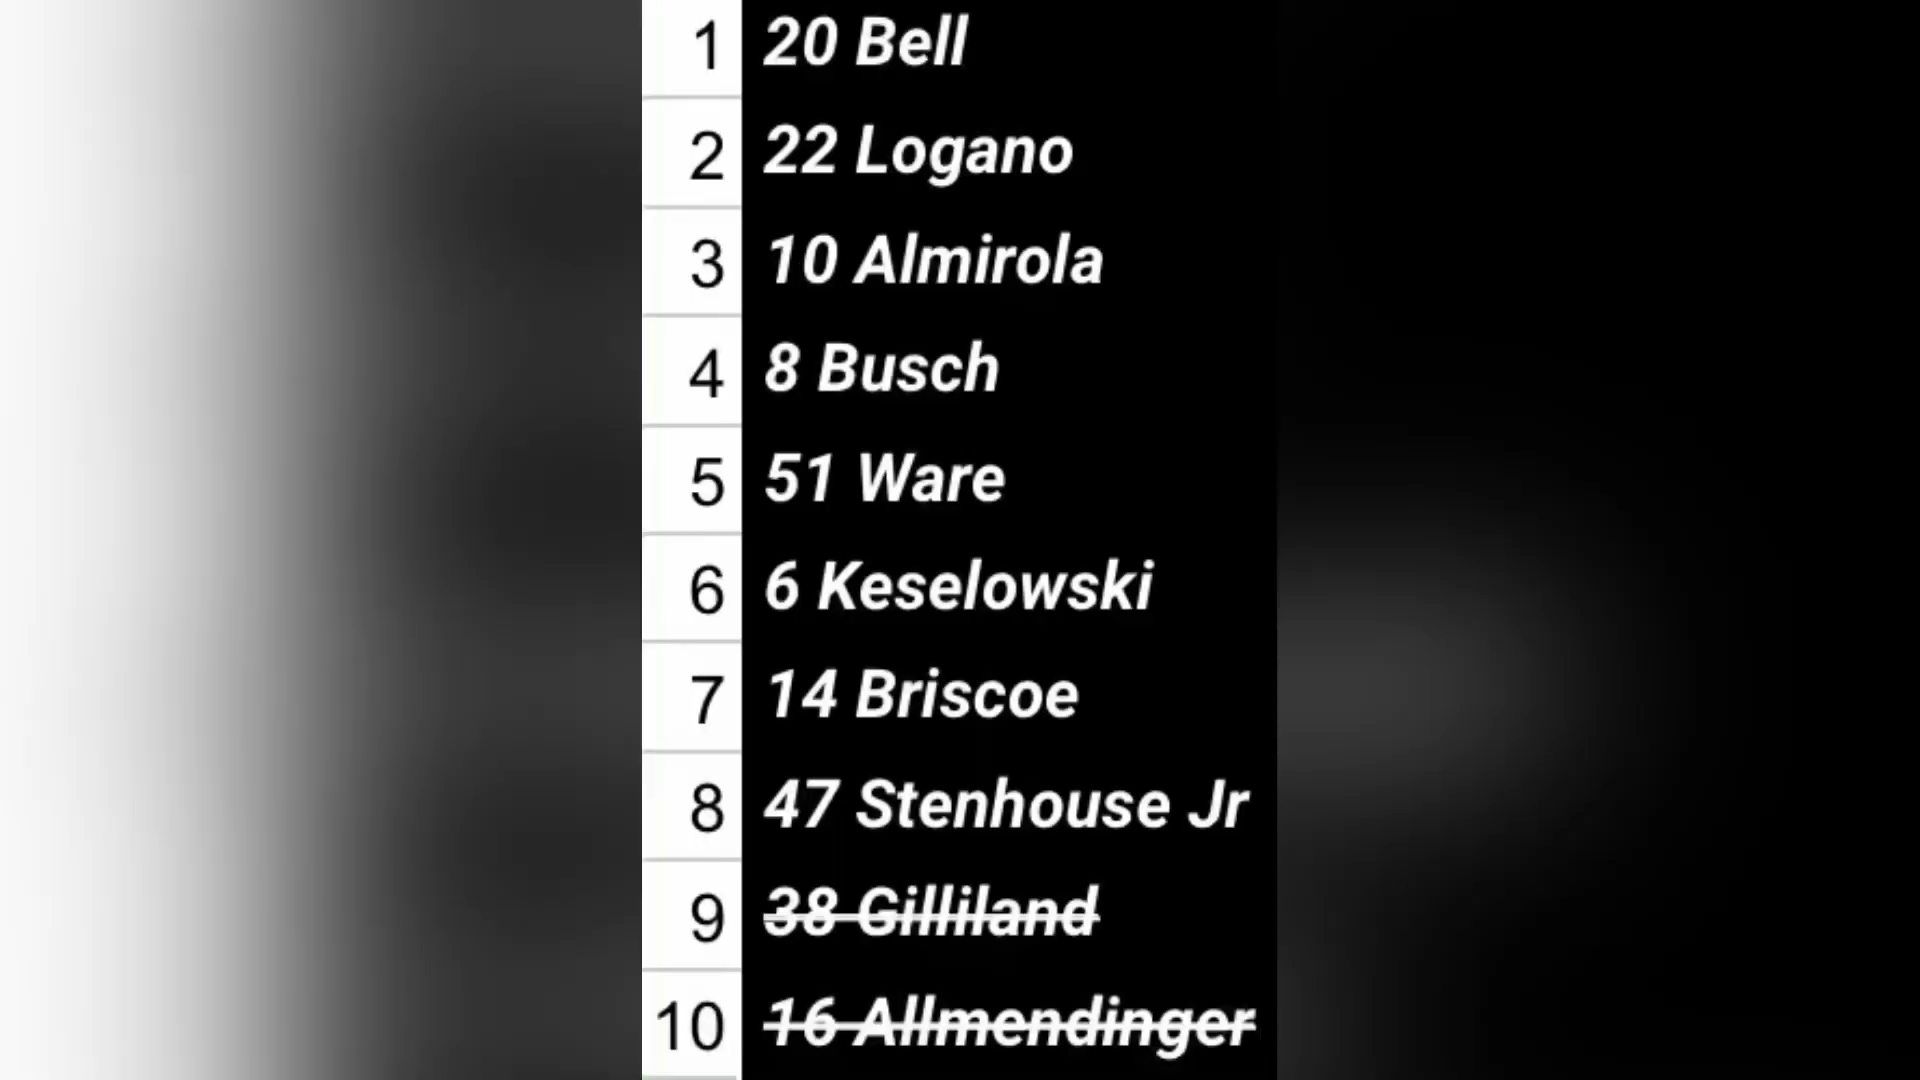 1 20 Bell
2 22 Logano
3 10 Almirola
4 8 Busch
5 51 Ware
6 6 Keselowski
7 14 Briscoe
8 47 Stenhouse Jr
9 38 Gilliland
10 16 Allmendinger